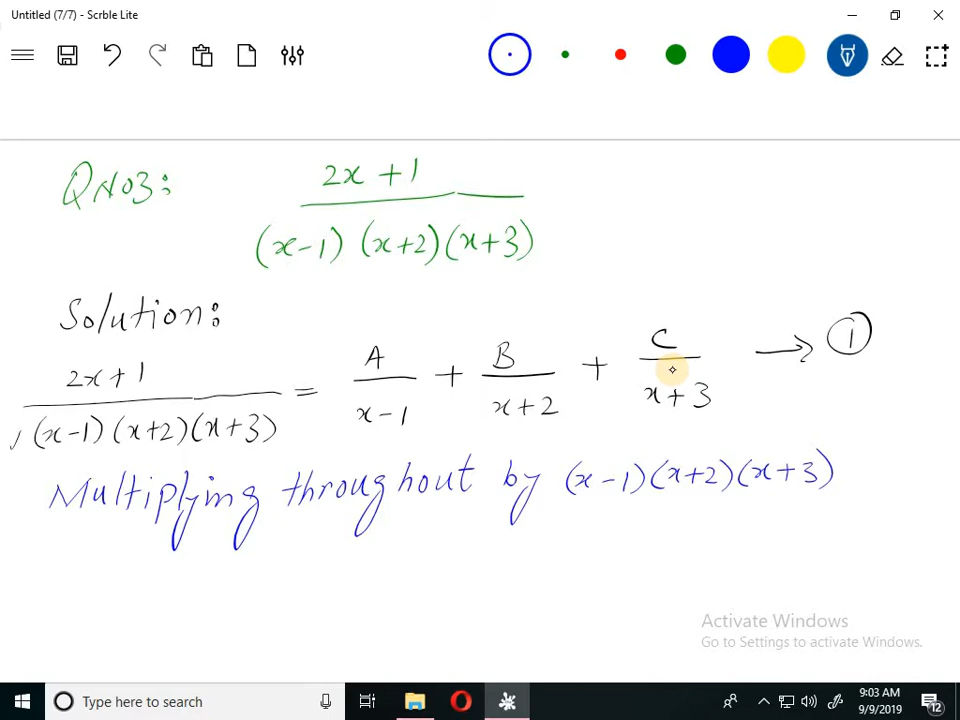 Untitled (7/7) - Scrble Lite
QNO3: 2x+1
(x-1) (x+2)(x+3)
Solution:
2x+1 = A + B + C → ①
(x-1)(x+2)(x+3) x-1 x+2 x+3
Multiplying throughout by (x-1)(x+2)(x+3)
Activate Windows
Go to Settings to activate Windows.
Type here to search
9:03 AM
9/9/2019
12